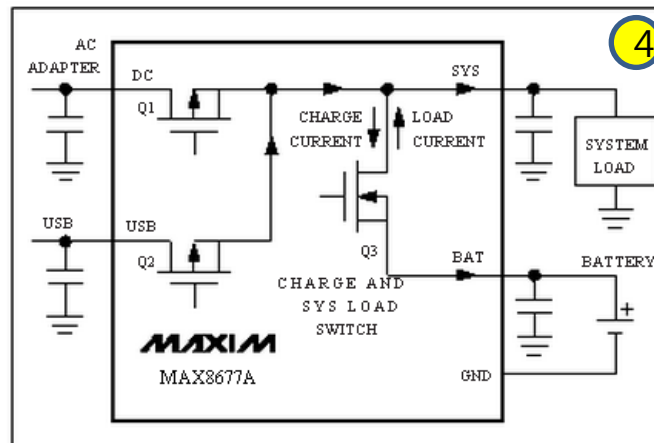 4
AC
ADAPTER
DC
SYS
Q1
CHARGE
CURRENT
LOAD
CURRENT
SYSTEM
LOAD
USB
USB
Q2
Q3
BAT
BATTERY
CHARGE AND
SYS LOAD
SWITCH
+
MAXIM
MAX8677A
GND